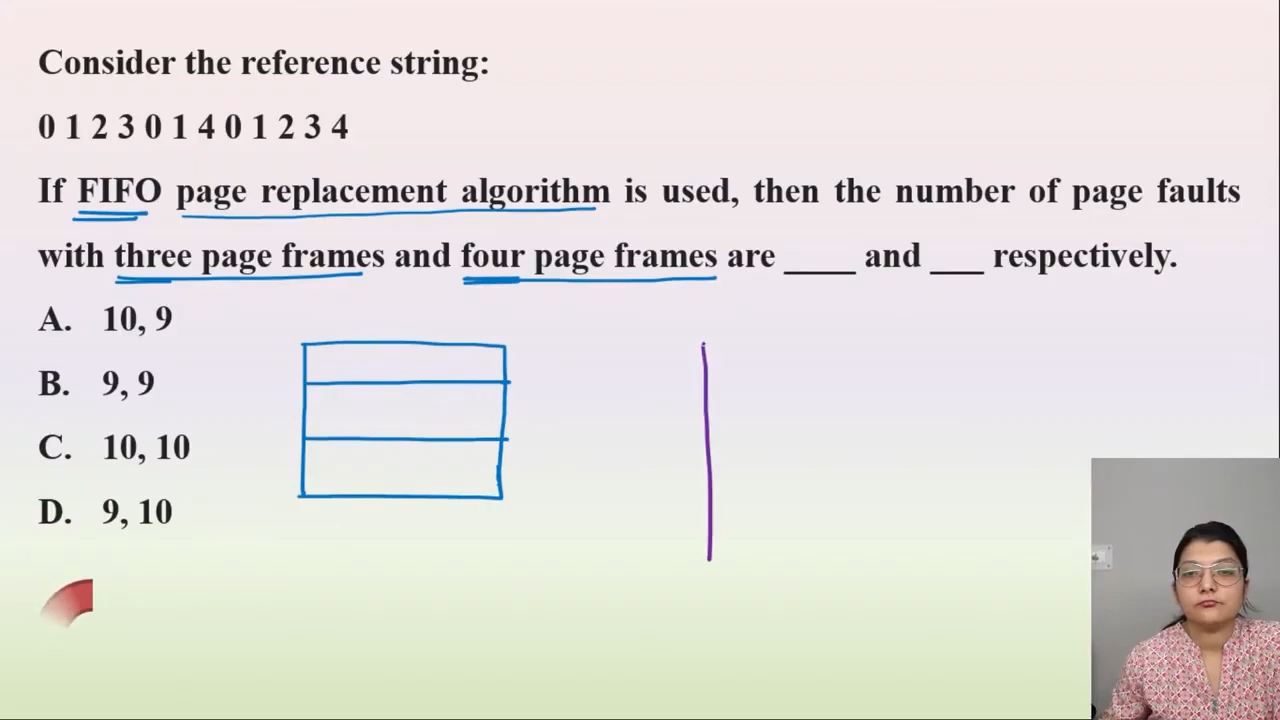 Consider the reference string:
0 1 2 3 0 1 4 0 1 2 3 4
If FIFO page replacement algorithm is used, then the number of page faults
with three page frames and four page frames are ____ and ___ respectively.
A. 10, 9
B. 9, 9
C. 10, 10
D. 9, 10